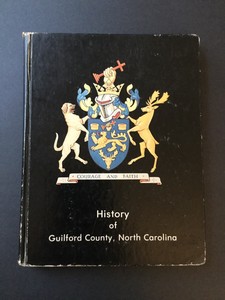 COURAGE AND FAITH
History
of
Guilford County, North Carolina